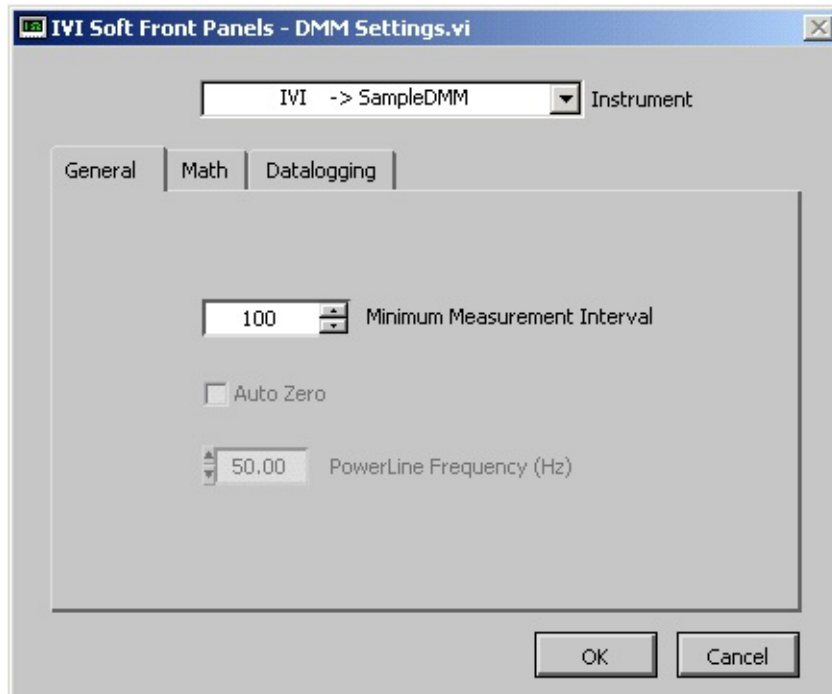 IVI Soft Front Panels - DMM Settings.vi
IVI -> SampleDMM Instrument
General Math Datalogging
100 Minimum Measurement Interval
Auto Zero
50.00 PowerLine Frequency (Hz)
OK Cancel